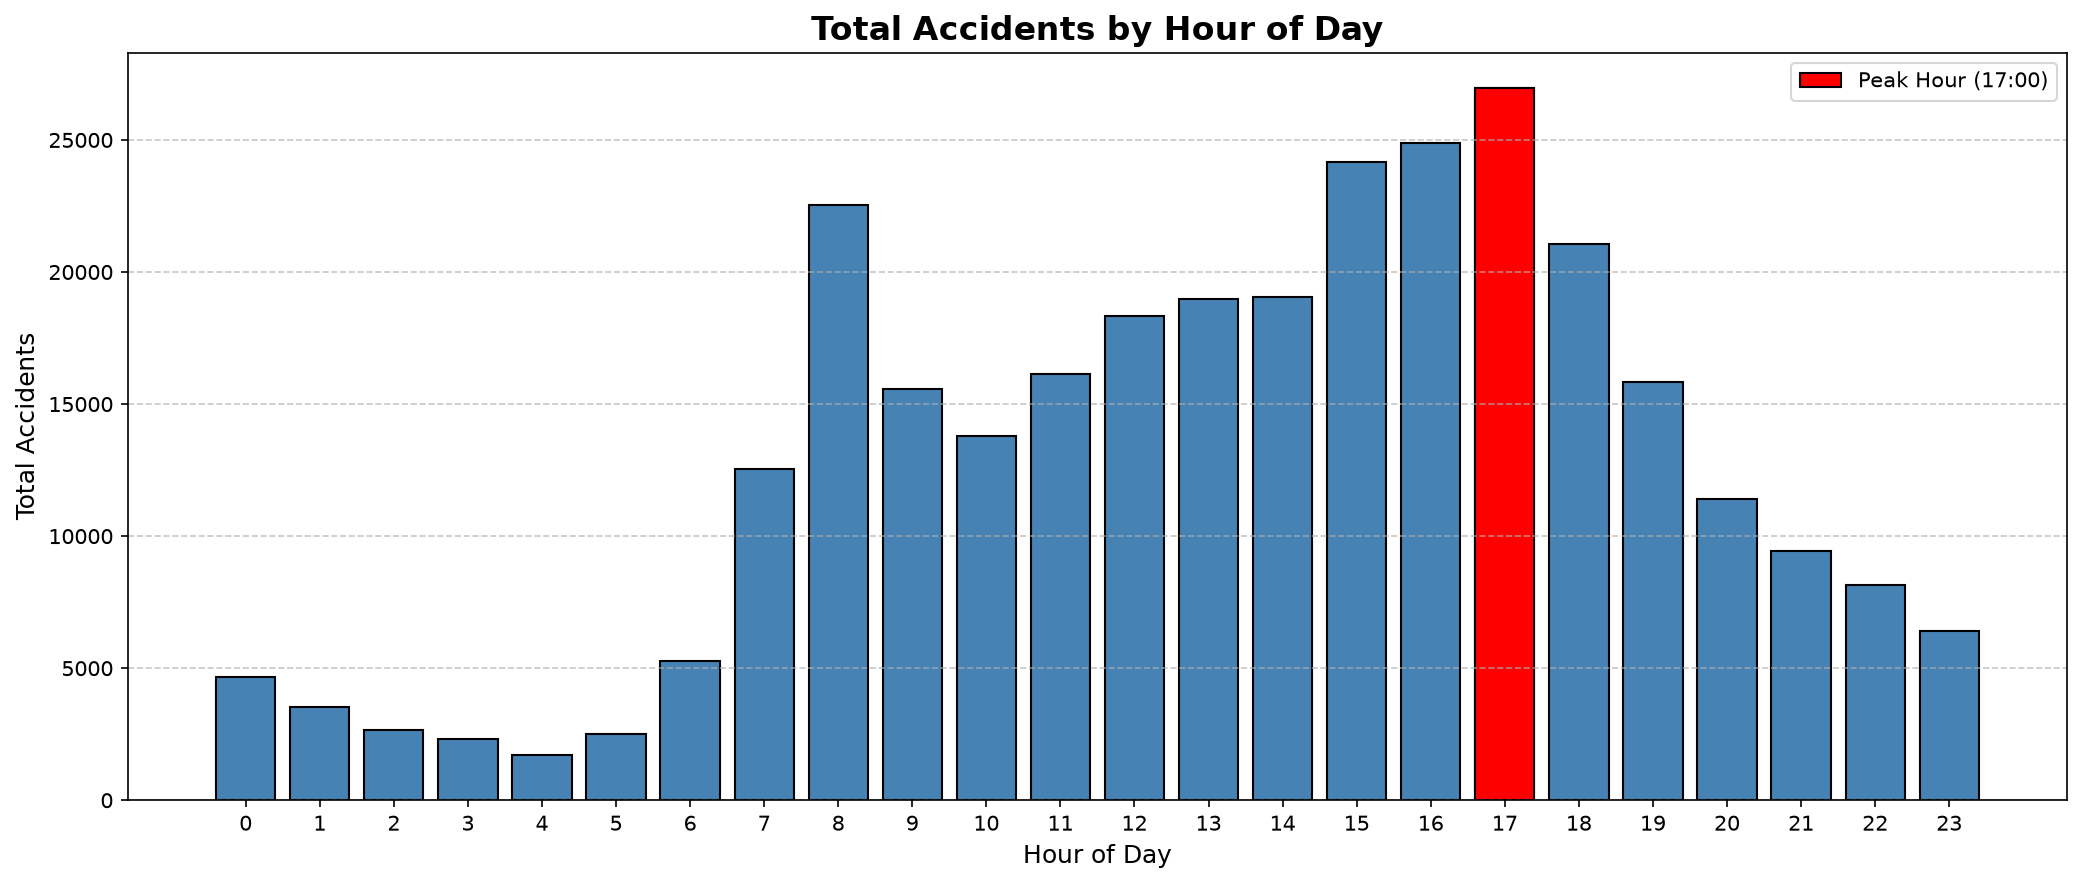 Total Accidents by Hour of Day
Peak Hour (17:00)
Total Accidents
25000
20000
15000
10000
5000
0
0 1 2 3 4 5 6 7 8 9 10 11 12 13 14 15 16 17 18 19 20 21 22 23
Hour of Day